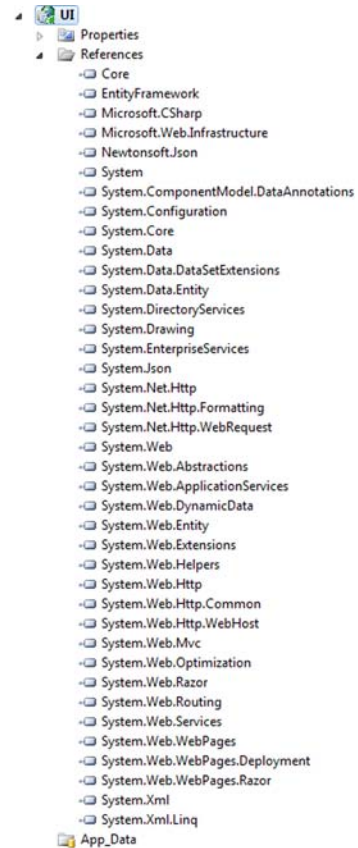 UI
Properties
References
Core
EntityFramework
Microsoft.CSharp
Microsoft.Web.Infrastructure
Newtonsoft.Json
System
System.ComponentModel.DataAnnotations
System.Configuration
System.Core
System.Data
System.Data.DataSetExtensions
System.Data.Entity
System.DirectoryServices
System.Drawing
System.EnterpriseServices
System.Json
System.Net.Http
System.Net.Http.Formatting
System.Net.Http.WebRequest
System.Web
System.Web.Abstractions
System.Web.ApplicationServices
System.Web.DynamicData
System.Web.Entity
System.Web.Extensions
System.Web.Helpers
System.Web.Http
System.Web.Http.Common
System.Web.Http.WebHost
System.Web.Mvc
System.Web.Optimization
System.Web.Razor
System.Web.Routing
System.Web.Services
System.Web.WebPages
System.Web.WebPages.Deployment
System.Web.WebPages.Razor
System.Xml
System.Xml.Linq
App_Data